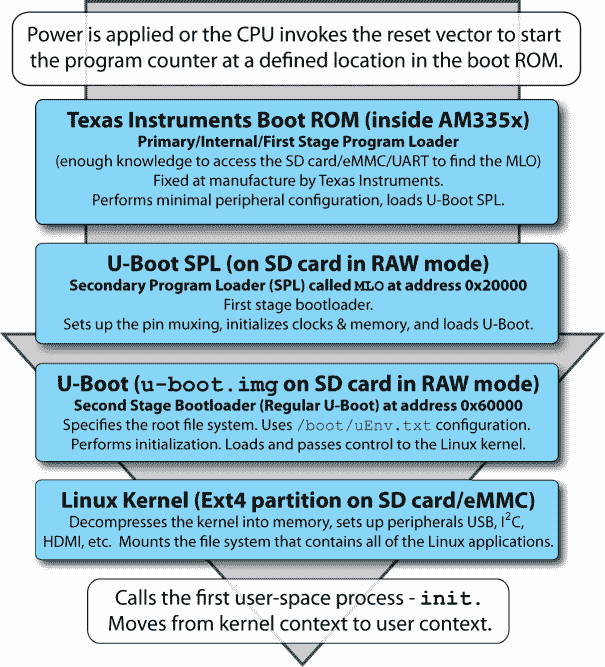 Power is applied or the CPU invokes the reset vector to start
the program counter at a defined location in the boot ROM.
Texas Instruments Boot ROM (inside AM335x)
Primary/Internal/First Stage Program Loader
(enough knowledge to access the SD card/eMMC/UART to find the MLO)
Fixed at manufacture by Texas Instruments.
Performs minimal peripheral configuration, loads U-Boot SPL.
U-Boot SPL (on SD card in RAW mode)
Secondary Program Loader (SPL) called MLO at address 0x20000
First stage bootloader.
Sets up the pin muxing, initializes clocks & memory, and loads U-Boot.
U-Boot (u-boot.img on SD card in RAW mode)
Second Stage Bootloader (Regular U-Boot) at address 0x60000
Specifies the root file system. Uses /boot/uEnv.txt configuration.
Performs initialization. Loads and passes control to the Linux kernel.
Linux Kernel (Ext4 partition on SD card/eMMC)
Decompresses the kernel into memory, sets up peripherals USB, I²C,
HDMI, etc. Mounts the file system that contains all of the Linux applications.
Calls the first user-space process - init.
Moves from kernel context to user context.